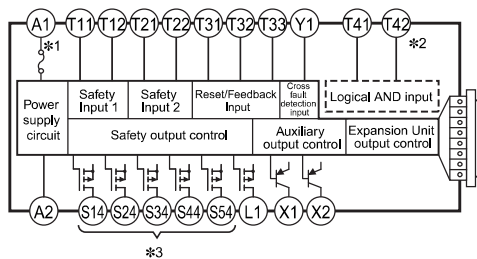 A1 T11 T12 T21 T22 T31 T32 T33 Y1 T41 T42
*1
*2
Safety
Input 1
Safety
Input 2
Reset/Feedback
Input
Cross
fault
detection
input
Logical AND input
Power
supply
circuit
Safety output control
Auxiliary
output control
Expansion Unit
output control
A2 S14 S24 S34 S44 S54 L1 X1 X2
*3